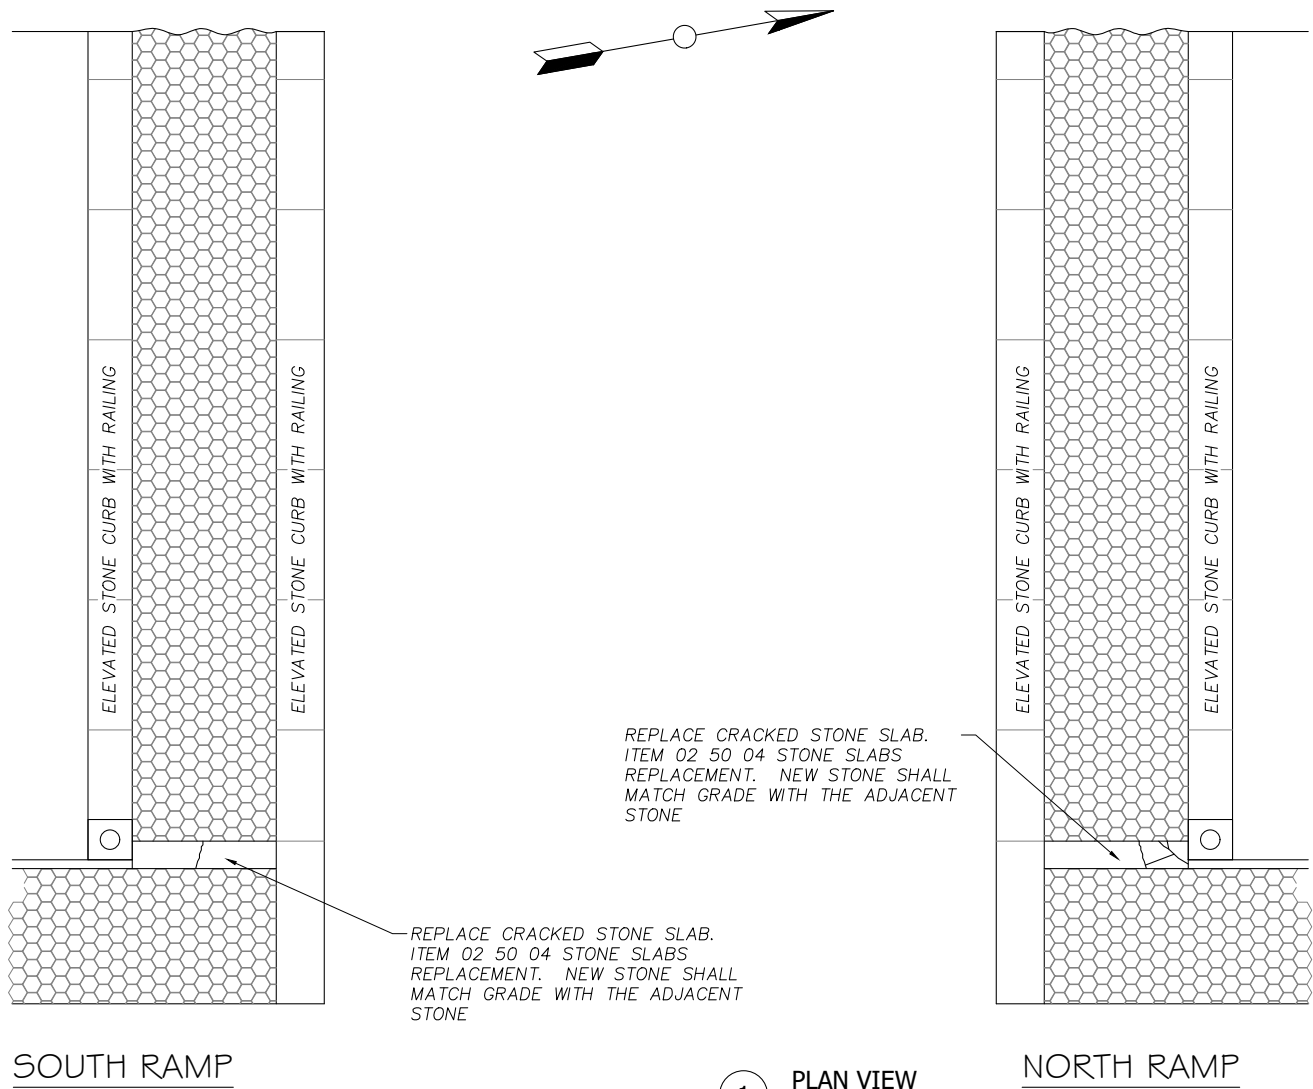 ELEVATED STONE CURB WITH RAILING
ELEVATED STONE CURB WITH RAILING
ELEVATED STONE CURB WITH RAILING
ELEVATED STONE CURB WITH RAILING
REPLACE CRACKED STONE SLAB.
ITEM 02 50 04 STONE SLABS
REPLACEMENT. NEW STONE SHALL
MATCH GRADE WITH THE ADJACENT
STONE
REPLACE CRACKED STONE SLAB.
ITEM 02 50 04 STONE SLABS
REPLACEMENT. NEW STONE SHALL
MATCH GRADE WITH THE ADJACENT
STONE
SOUTH RAMP
PLAN VIEW
NORTH RAMP